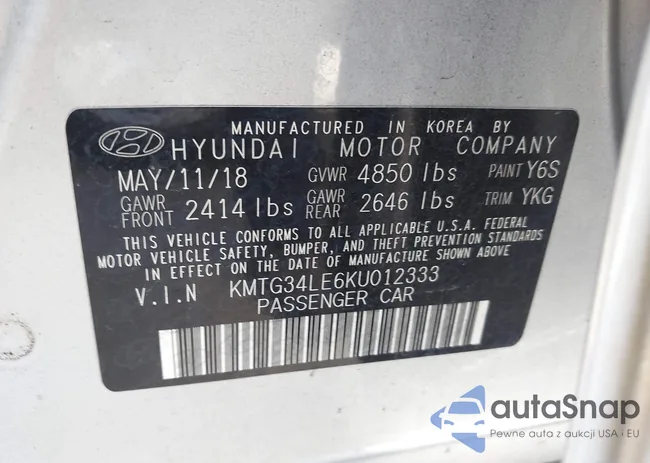 MANUFACTURED IN KOREA BY
HYUNDAI MOTOR COMPANY
MAY/11/18 GVWR 4850 lbs PAINT Y6S
GAWR FRONT 2414 lbs GAWR REAR 2646 lbs TRIM YKG
THIS VEHICLE CONFORMS TO ALL APPLICABLE U.S.A. FEDERAL
MOTOR VEHICLE SAFETY, BUMPER, AND THEFT PREVENTION STANDARDS
IN EFFECT ON THE DATE OF MANUFACTURE SHOWN ABOVE
V.I.N KMTG34LE6KU012333
PASSENGER CAR
autaSnap
Pewne auta z aukcji USA i EU